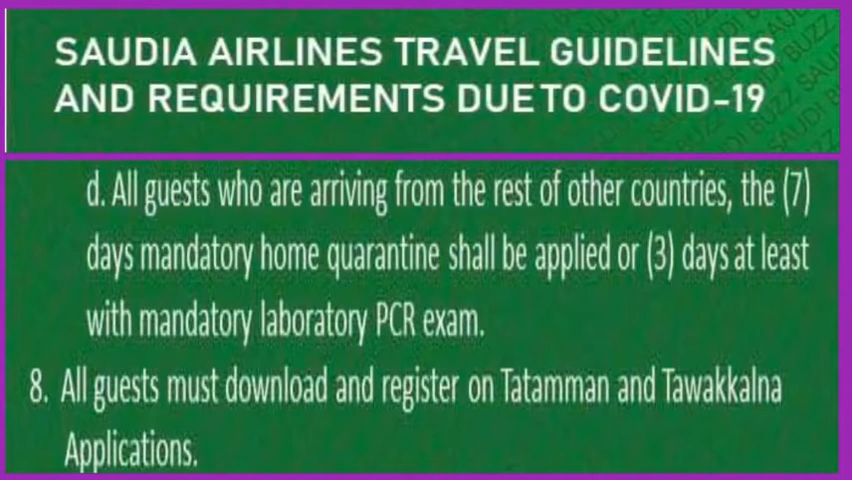 SAUDIA AIRLINES TRAVEL GUIDELINES
AND REQUIREMENTS DUE TO COVID-19
d. All guests who are arriving from the rest of other countries, the (7)
days mandatory home quarantine shall be applied or (3) days at least
with mandatory laboratory PCR exam.
8. All guests must download and register on Tatamman and Tawakkalna
Applications.